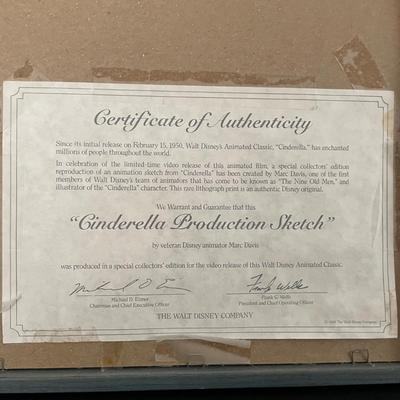 Certificate of Authenticity
Since its initial release on February 15, 1950, Walt Disney's Animated Classic, "Cinderella," has enchanted
millions of people throughout the world.
In celebration of the limited-time video release of this animated film, a special collectors' edition
reproduction of an animation sketch from "Cinderella" has been created by Marc Davis, one of the first
members of Walt Disney's team of animators that has come to be known as "The Nine Old Men," and
illustrator of the "Cinderella" character. This rare lithograph print is an authentic Disney original.
We Warrant and Guarantee that this
"Cinderella Production Sketch"
by veteran Disney animator Marc Davis
was produced in a special collectors' edition for the video release of this Walt Disney Animated Classic.
Michael D. Eisner
Chairman and Chief Executive Officer
Frank Wells
Frank G. Wells
President and Chief Operating Officer
THE WALT DISNEY COMPANY
© The Walt Disney Company